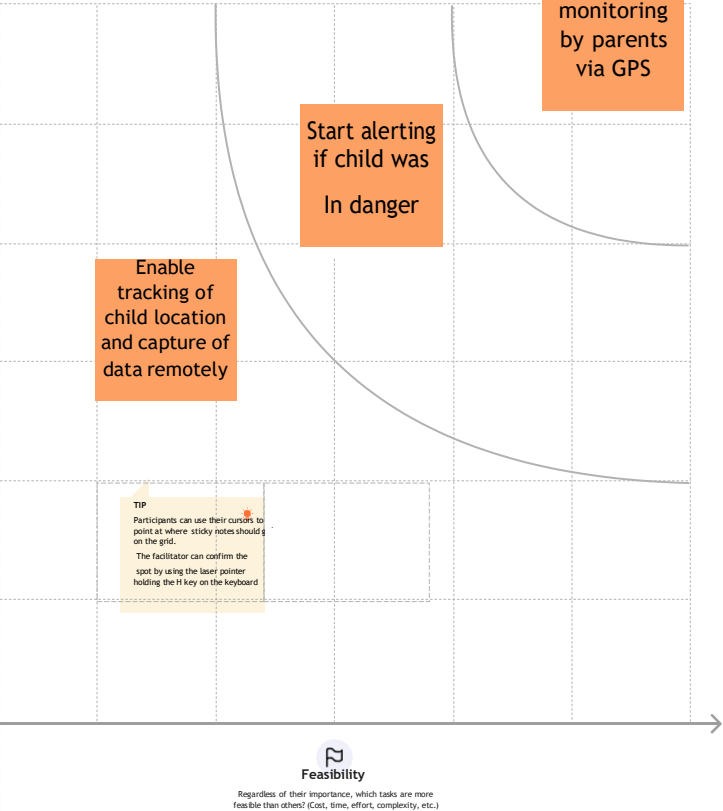 monitoring
by parents
via GPS
Start alerting
if child was
In danger
Enable
tracking of
child location
and capture of
data remotely
TIP
Participants can use their cursors to
point at where sticky notes should g
on the grid.
The facilitator can confirm the
spot by using the laser pointer
holding the H key on the keyboard
Feasibility
Regardless of their importance, which tasks are more
feasible than others? (Cost, time, effort, complexity, etc.)